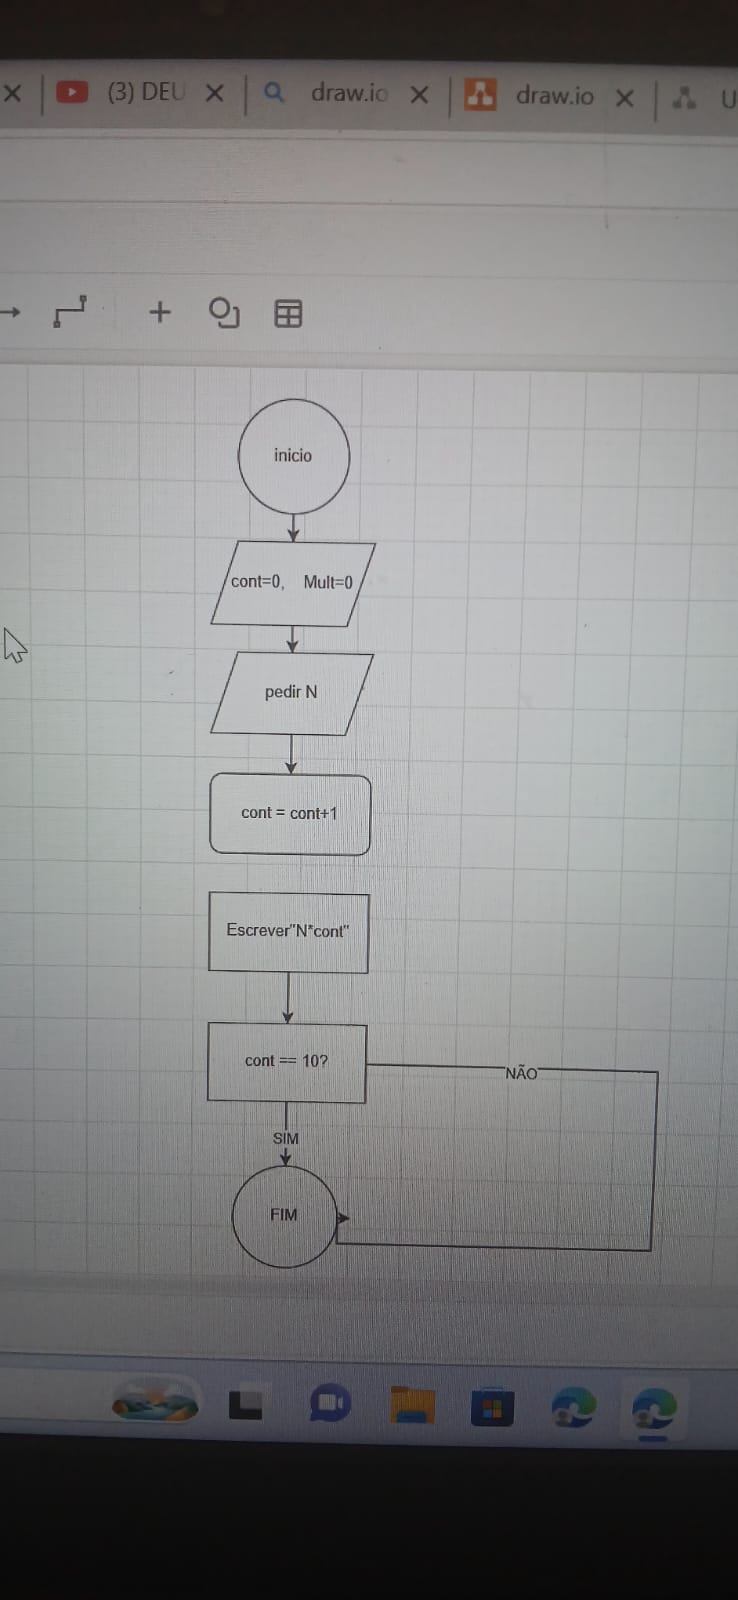 (3) DEU
draw.io
draw.io
U
inicio
cont=0, Mult=0
pedir N
cont = cont+1
Escrever"N*cont"
cont == 10?
NÃO
SIM
FIM